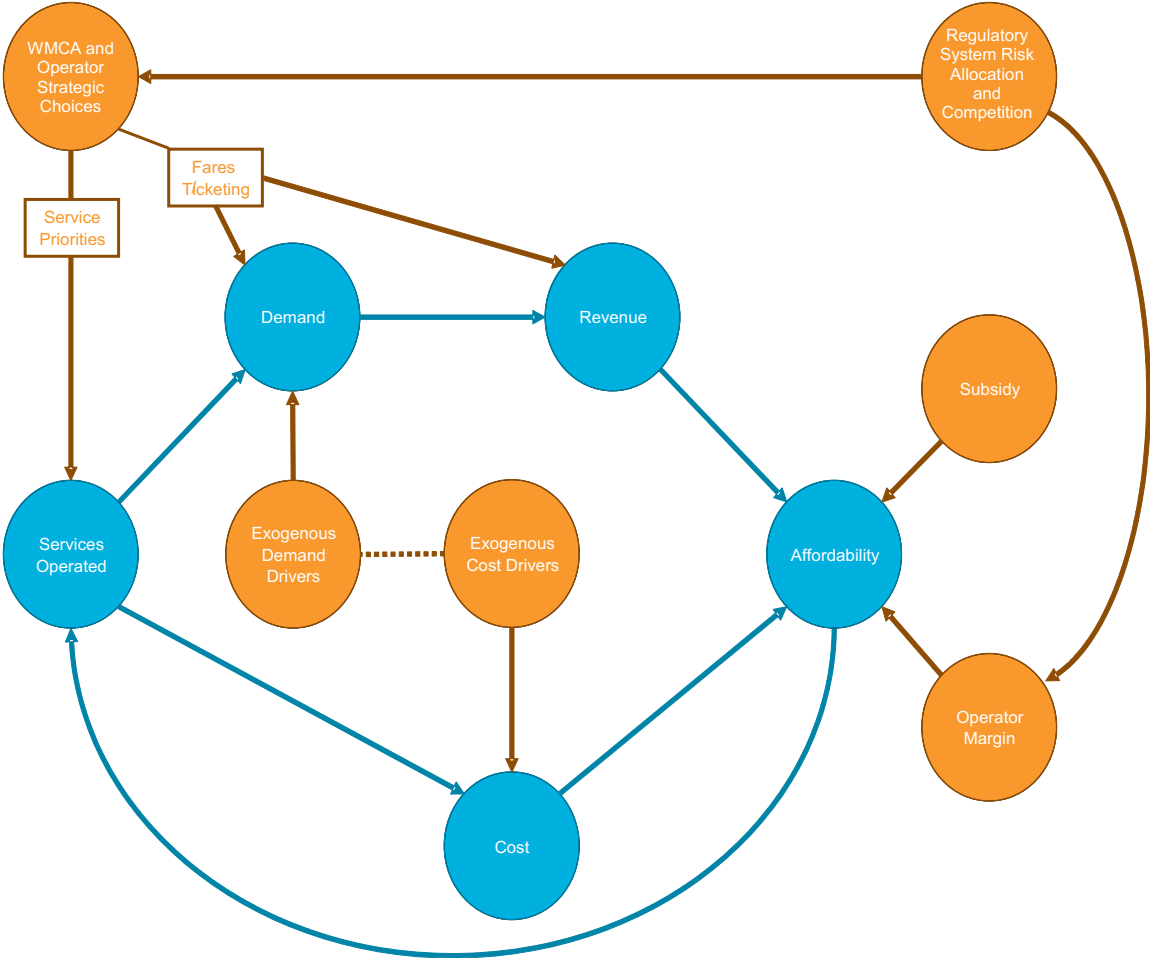 WMCA and
Operator
Strategic
Choices
Regulatory
System Risk
Allocation
and
Competition
Fares
T/cketing
Service
Priorities
Demand
Revenue
Subsidy
Services
Operated
Exogenous
Demand
Drivers
Exogenous
Cost Drivers
Affordability
Operator
Margin
Cost